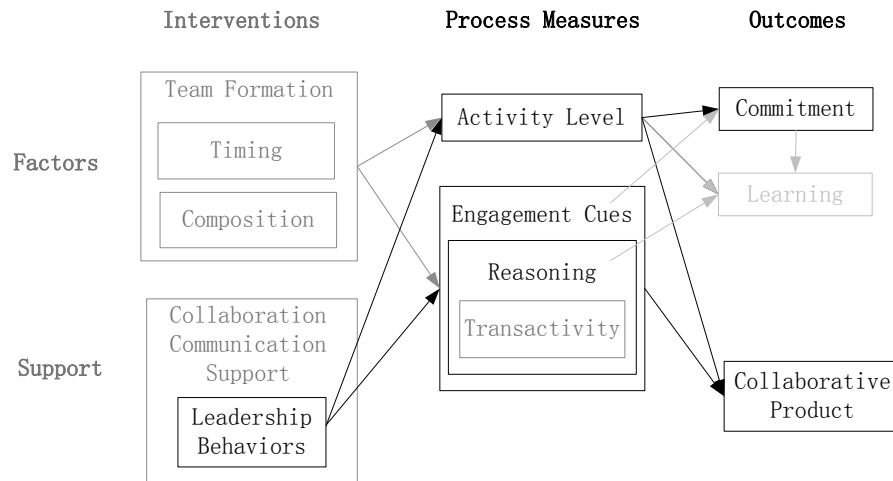 Interventions
Process Measures
Outcomes
Factors
Team Formation
Timing
Composition
Activity Level
Commitment
Learning
Engagement Cues
Reasoning
Transactivity
Support
Collaboration
Communication
Support
Leadership
Behaviors
Collaborative
Product